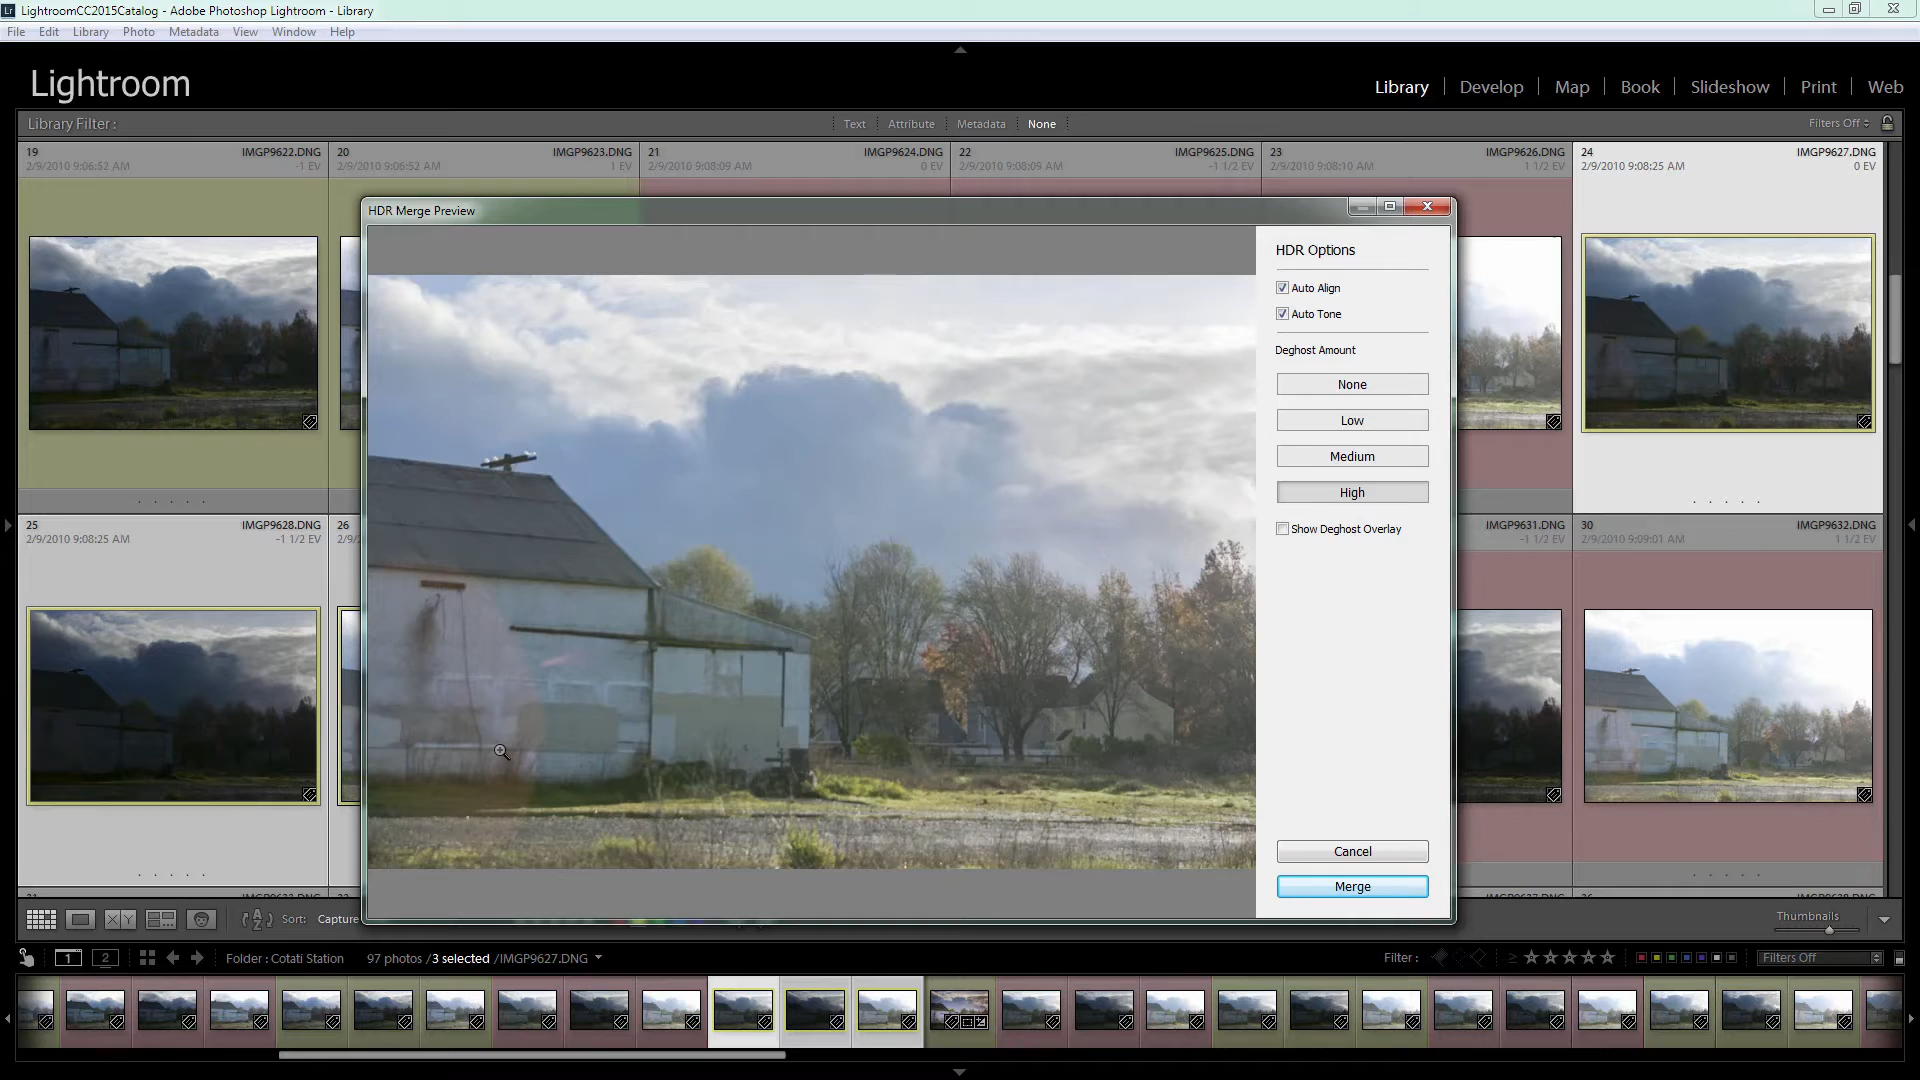 LightroomCC2015Catalog - Adobe Photoshop Lightroom - Library
File Edit Library Photo Metadata View Window Help
Lightroom
Library Develop Map Book Slideshow Print Web
Library Filter :
Text Attribute Metadata None
Filters Off
19 IMGP9622.DNG
2/9/2010 9:06:52 AM -1 EV
20 IMGP9623.DNG
2/9/2010 9:06:52 AM 1 EV
21 IMGP9624.DNG
2/9/2010 9:08:09 AM 0 EV
22 IMGP9625.DNG
2/9/2010 9:08:09 AM -1 1/2 EV
23 IMGP9626.DNG
2/9/2010 9:08:10 AM 1 1/2 EV
24 IMGP9627.DNG
2/9/2010 9:08:25 AM 0 EV
HDR Merge Preview
HDR Options
Auto Align
Auto Tone
Deghost Amount
None
Low
Medium
High
Show Deghost Overlay
Cancel
Merge
25 IMGP9628.DNG
2/9/2010 9:08:25 AM -1 1/2 EV
26
IMGP9631.DNG
-1 1/2 EV
30 IMGP9632.DNG
2/9/2010 9:09:01 AM 1 1/2 EV
Sort: Capture
Thumbnails
1 2 Folder : Cotati Station 97 photos /3 selected /IMGP9627.DNG
Filter : Filters Off